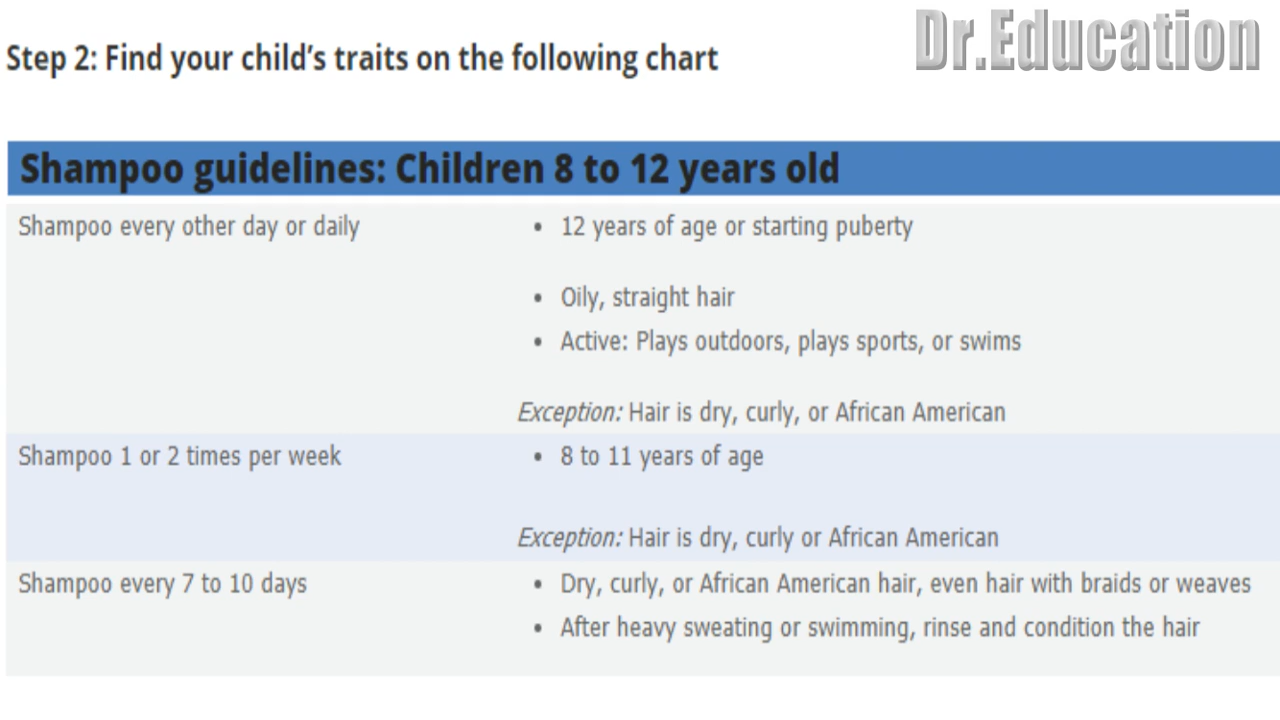 Dr.Education
Step 2: Find your child's traits on the following chart
Shampoo guidelines: Children 8 to 12 years old
Shampoo every other day or daily
• 12 years of age or starting puberty
• Oily, straight hair
• Active: Plays outdoors, plays sports, or swims
Exception: Hair is dry, curly, or African American
Shampoo 1 or 2 times per week
• 8 to 11 years of age
Exception: Hair is dry, curly or African American
Shampoo every 7 to 10 days
• Dry, curly, or African American hair, even hair with braids or weaves
• After heavy sweating or swimming, rinse and condition the hair